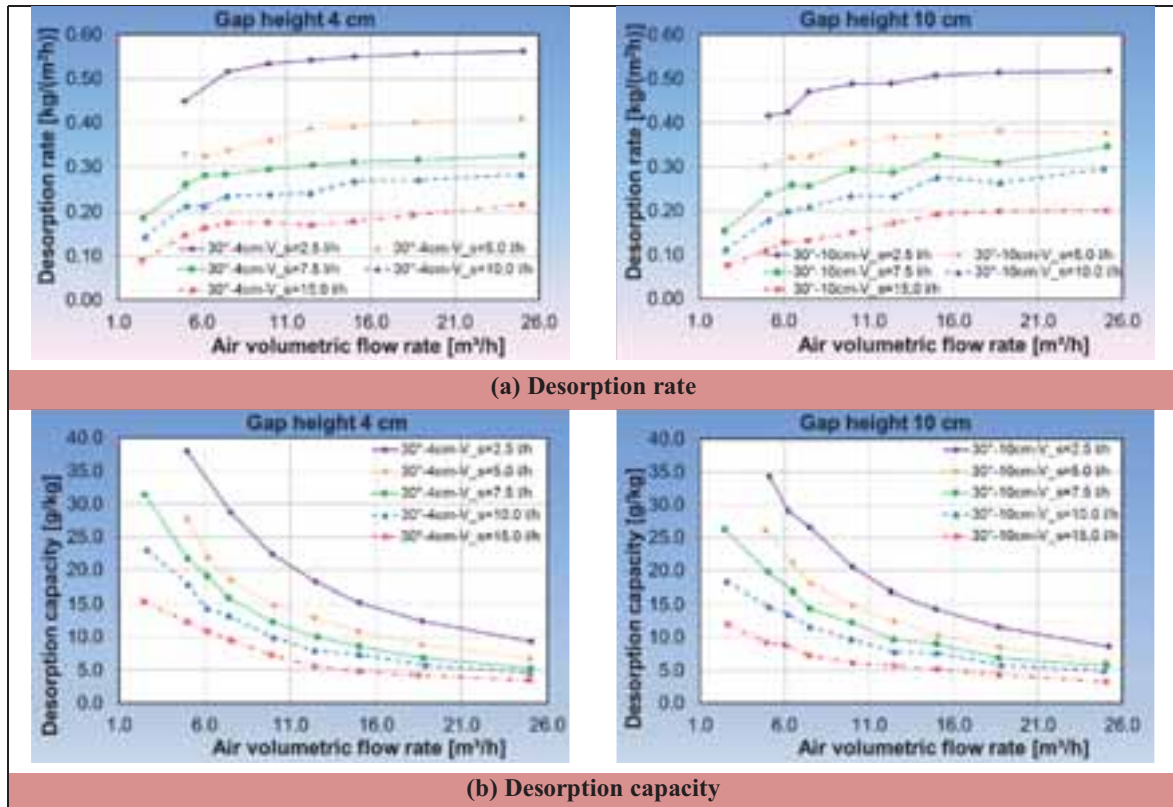 Gap height 4 cm
Desorption rate [kg/(m²h)]
0.60
0.50
0.40
0.30
0.20
0.10
0.00
30°-4cm-V_s=2.5 l/h
30°-4cm-V_s=5.0 l/h
30°-4cm-V_s=7.5 l/h
30°-4cm-V_s=10.0 l/h
30°-4cm-V_s=15.0 l/h
1.0 6.0 11.0 16.0 21.0 26.0
Air volumetric flow rate [m³/h]
Gap height 10 cm
Desorption rate [kg/(m²h)]
0.60
0.50
0.40
0.30
0.20
0.10
0.00
30°-10cm-V_s=2.5 l/h
30°-10cm-V_s=5.0 l/h
30°-10cm-V_s=7.5 l/h
30°-10cm-V_s=10.0 l/h
30°-10cm-V_s=15.0 l/h
1.0 6.0 11.0 16.0 21.0 26.0
Air volumetric flow rate [m³/h]
(a) Desorption rate
Gap height 4 cm
Desorption capacity [g/kg]
40.0
35.0
30.0
25.0
20.0
15.0
10.0
5.0
0.0
30°-4cm-V_s=2.5 l/h
30°-4cm-V_s=5.0 l/h
30°-4cm-V_s=7.5 l/h
30°-4cm-V_s=10.0 l/h
30°-4cm-V_s=15.0 l/h
1.0 6.0 11.0 16.0 21.0 26.0
Air volumetric flow rate [m³/h]
Gap height 10 cm
Desorption capacity [g/kg]
40.0
35.0
30.0
25.0
20.0
15.0
10.0
5.0
0.0
30°-10cm-V_s=2.5 l/h
30°-10cm-V_s=5.0 l/h
30°-10cm-V_s=7.5 l/h
30°-10cm-V_s=10.0 l/h
30°-10cm-V_s=15.0 l/h
1.0 6.0 11.0 16.0 21.0 26.0
Air volumetric flow rate [m³/h]
(b) Desorption capacity